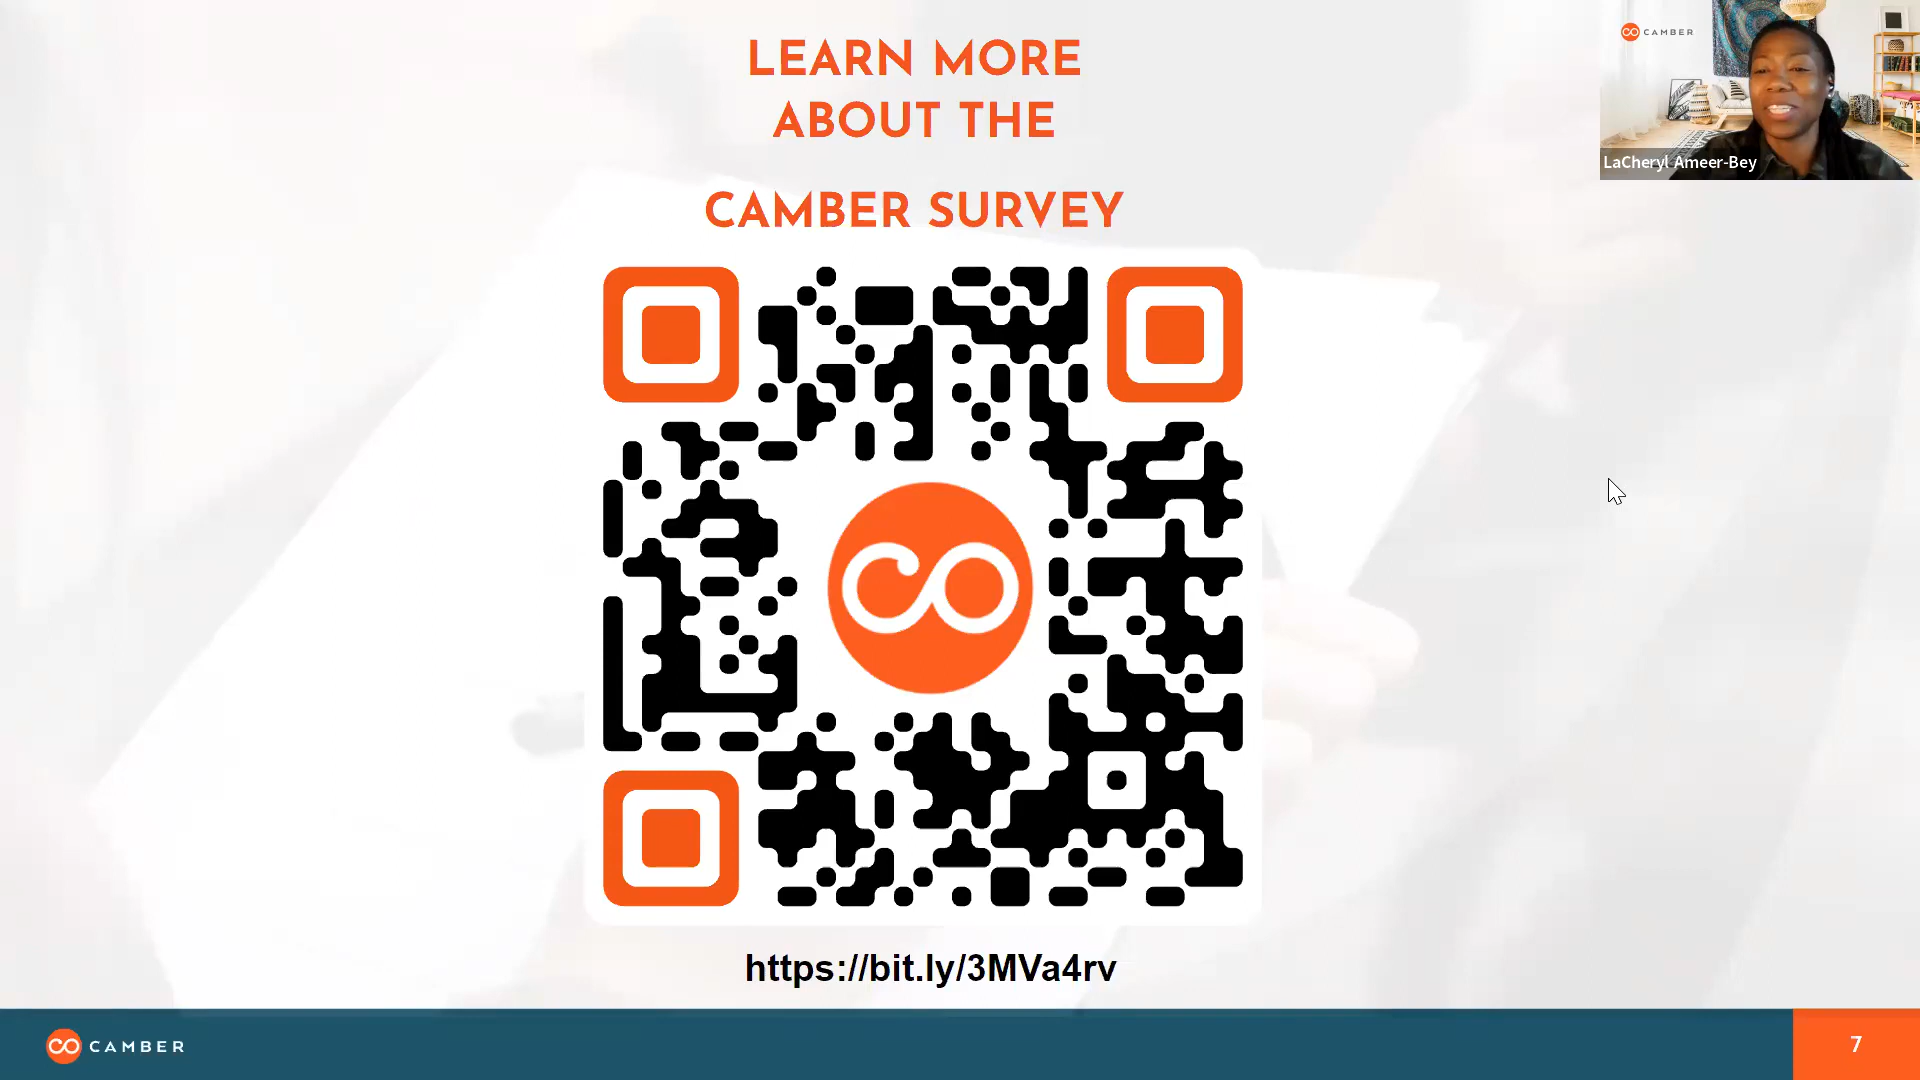 LEARN MORE
ABOUT THE
CAMBER SURVEY
CAMBER
LaCheryl Ameer-Bey
https://bit.ly/3MVa4rv
CAMBER
7